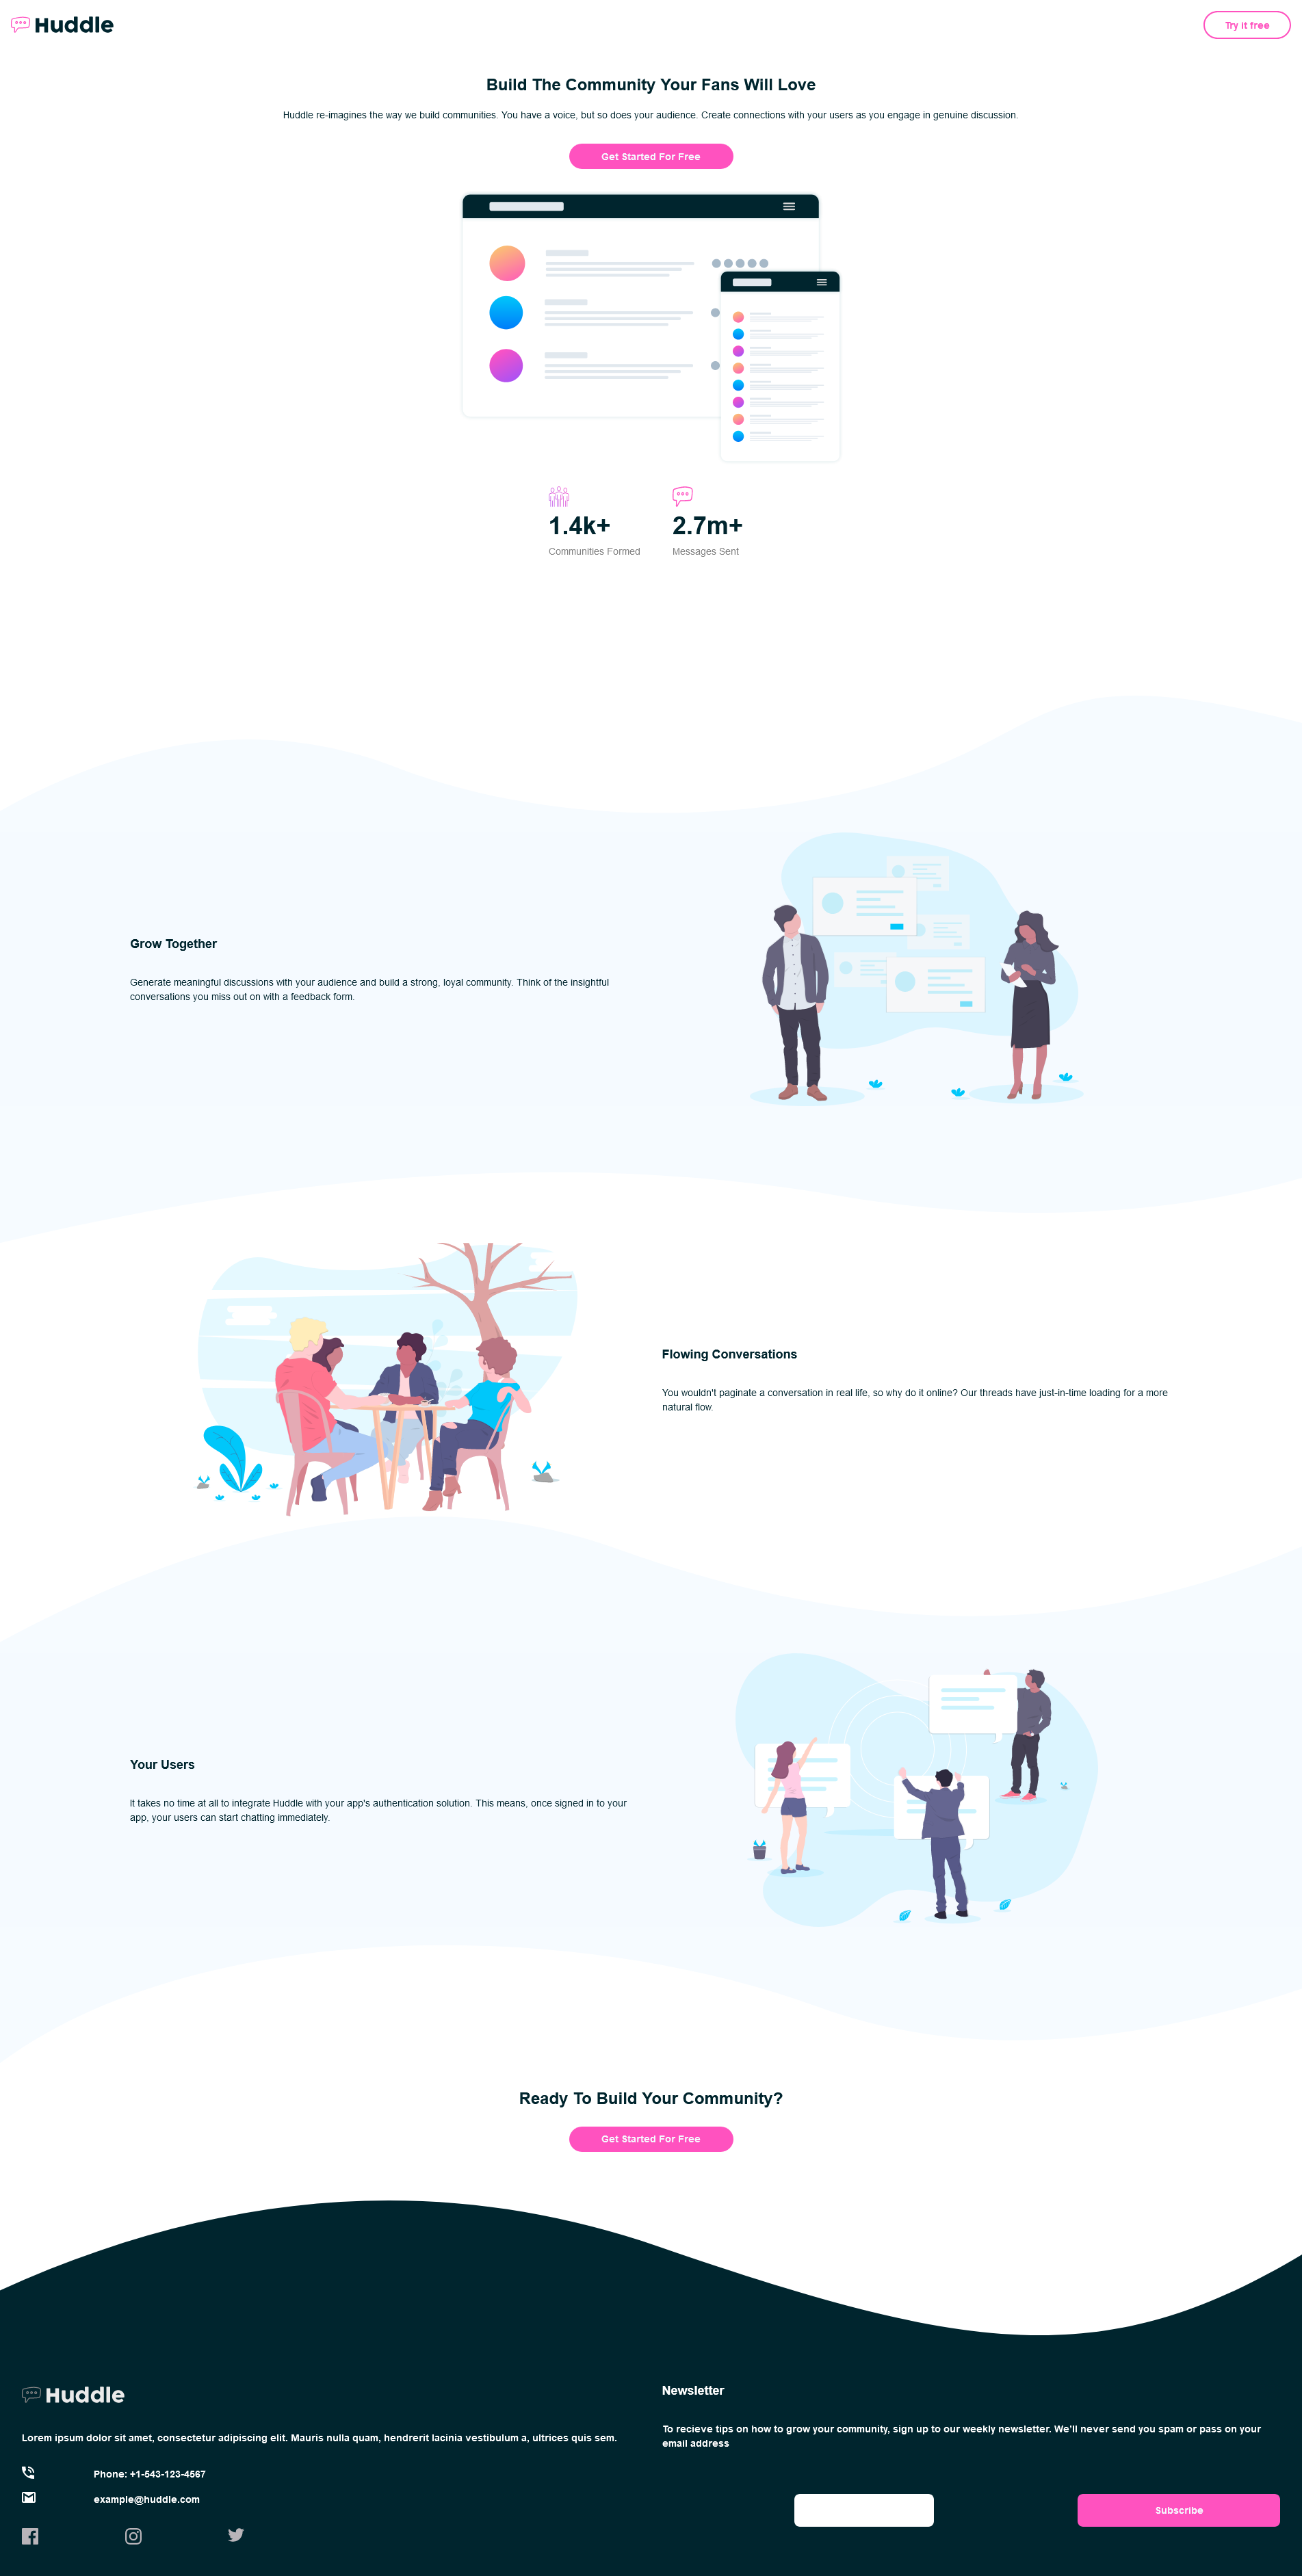 Huddle
Try it free
Build The Community Your Fans Will Love
Huddle re-imagines the way we build communities. You have a voice, but so does your audience. Create connections with your users as you engage in genuine discussion.
Get Started For Free
1.4k+
Communities Formed
2.7m+
Messages Sent
Grow Together
Generate meaningful discussions with your audience and build a strong, loyal community. Think of the insightful
conversations you miss out on with a feedback form.
Flowing Conversations
You wouldn't paginate a conversation in real life, so why do it online? Our threads have just-in-time loading for a more
natural flow.
Your Users
It takes no time at all to integrate Huddle with your app's authentication solution. This means, once signed in to your
app, your users can start chatting immediately.
Ready To Build Your Community?
Get Started For Free
Huddle
Lorem ipsum dolor sit amet, consectetur adipiscing elit. Mauris nulla quam, hendrerit lacinia vestibulum a, ultrices quis sem.
Phone: +1-543-123-4567
example@huddle.com
Newsletter
To recieve tips on how to grow your community, sign up to our weekly newsletter. We'll never send you spam or pass on your
email address
Subscribe